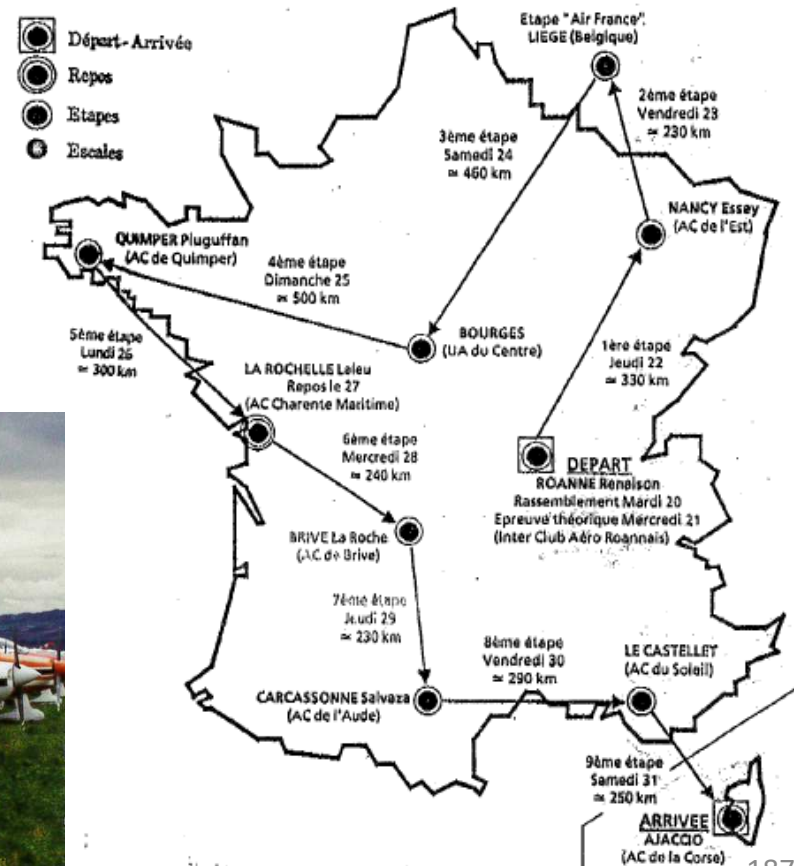 Départ-Arrivée
Repos
Etapes
Escales
Etape "Air France"
LIEGE (Belgique)
2ème étape
Vendredi 23
≃ 230 km
3ème étape
Samedi 24
≃ 460 km
NANCY Essey
(AC de l'Est)
QUIMPER Pluguffan
(AC de Quimper)
4ème étape
Dimanche 25
≃ 500 km
BOURGES
(UA du Centre)
1ère étape
Jeudi 22
≃ 330 km
5ème étape
Lundi 26
≃ 300 km
LA ROCHELLE Laleu
Repos le 27
(AC Charente Maritime)
6ème étape
Mercredi 28
≃ 240 km
DEPART
ROANNE Renaison
Rassemblement Mardi 20
Epreuve théorique Mercredi 21
(Inter Club Aéro Roannais)
BRIVE La Roche
(AC de Brive)
7ème étape
Jeudi 29
≃ 230 km
8ème étape
Vendredi 30
≃ 290 km
LE CASTELLET
(AC du Soleil)
CARCASSONNE Salvaza
(AC de l'Aude)
9ème étape
Samedi 31
≃ 250 km
ARRIVEE
AJACCIO
(AC de la Corse)
187